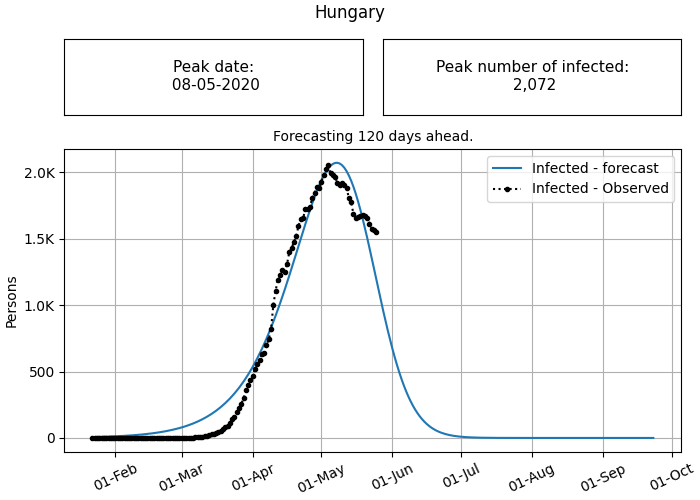 Hungary
Peak date:
08-05-2020
Peak number of infected:
2,072
Forecasting 120 days ahead.
Infected - forecast
Infected - Observed
Persons
2.0K
1.5K
1.0K
500
0
01-Feb
01-Mar
01-Apr
01-May
01-Jun
01-Jul
01-Aug
01-Sep
01-Oct